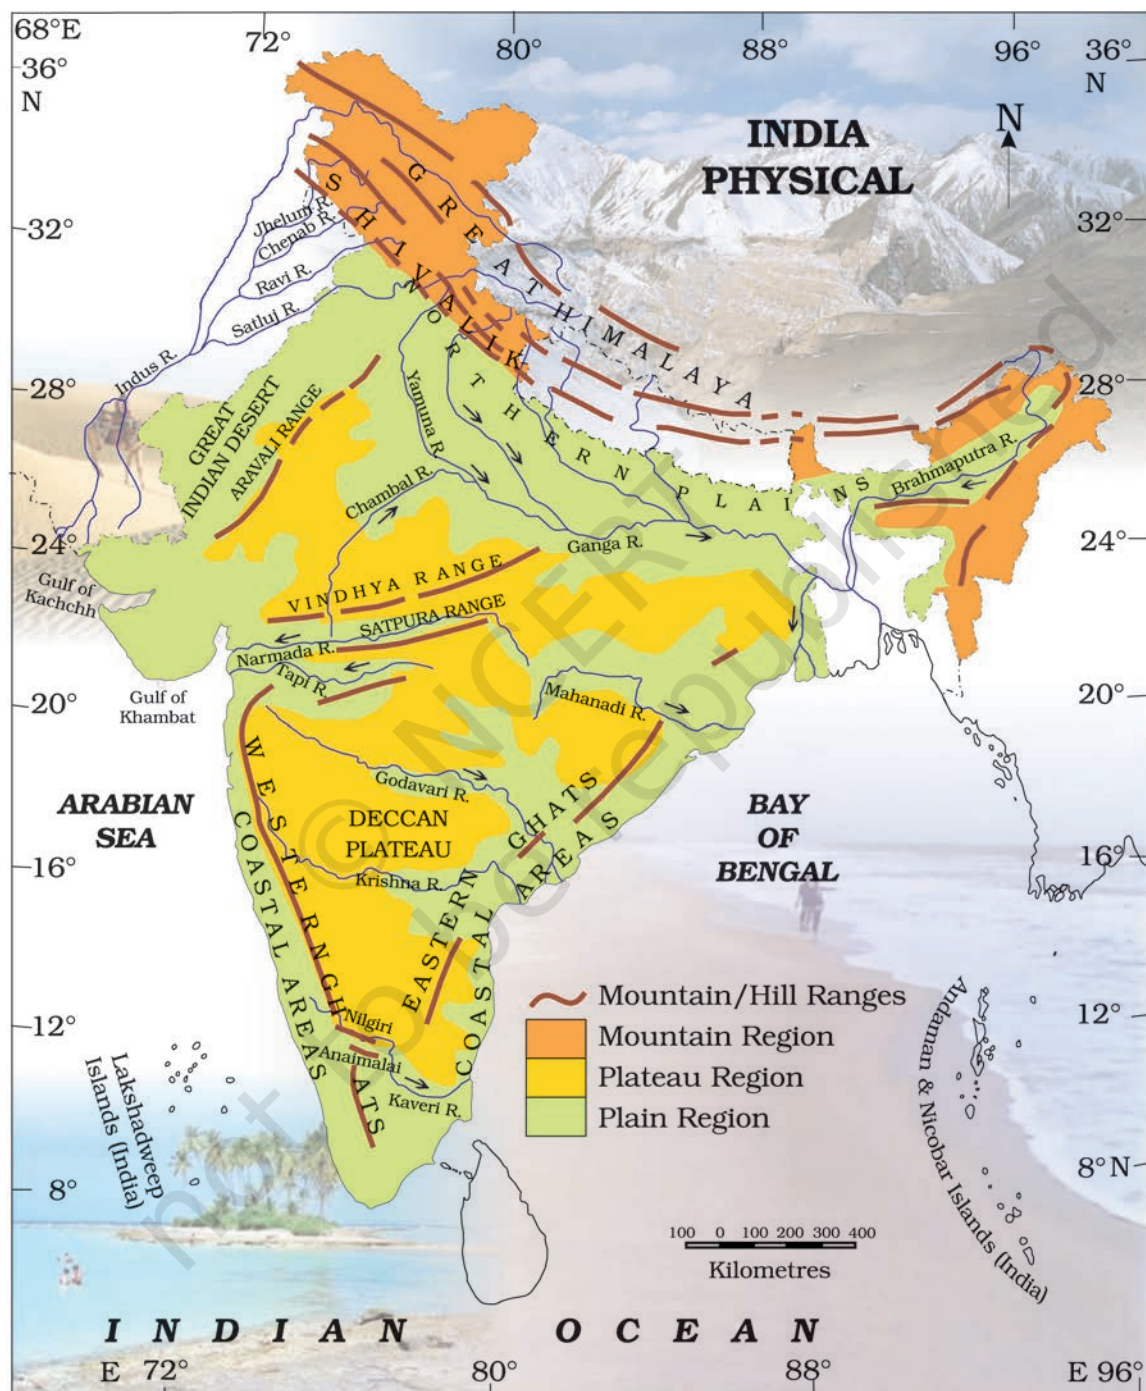 68°E
72°
80°
88°
96°
36°
36°
N
N
INDIA
PHYSICAL
GREAT HIMALAYA
SHIVALIK
Jhelum R.
Chenab R.
32°
32°
Ravi R.
Satluj R.
NORTHERN PLAINS
Indus R.
28°
28°
GREAT
INDIAN DESERT
ARAVALI RANGE
Yamuna R.
Chambal R.
Brahmaputra R.
24°
24°
Ganga R.
Gulf of
Kachchh
VINDHYA RANGE
SATPURA RANGE
Narmada R.
Tapi R.
Gulf of
Khambat
20°
20°
Mahanadi R.
WESTERN GHATS
Godavari R.
ARABIAN
SEA
COASTAL AREAS
DECCAN
PLATEAU
EASTERN GHATS
COASTAL AREAS
BAY
OF
BENGAL
16°
16°
Krishna R.
Mountain/Hill Ranges
Mountain Region
Plateau Region
Plain Region
12°
12°
Nilgiri
Anaimalai
Kaveri R.
Lakshadweep
Islands (India)
Andaman & Nicobar Islands (India)
8°
8°N
100 0 100 200 300 400
Kilometres
INDIAN OCEAN
E 72°
80°
88°
E 96°
© NCERT
not to be republished